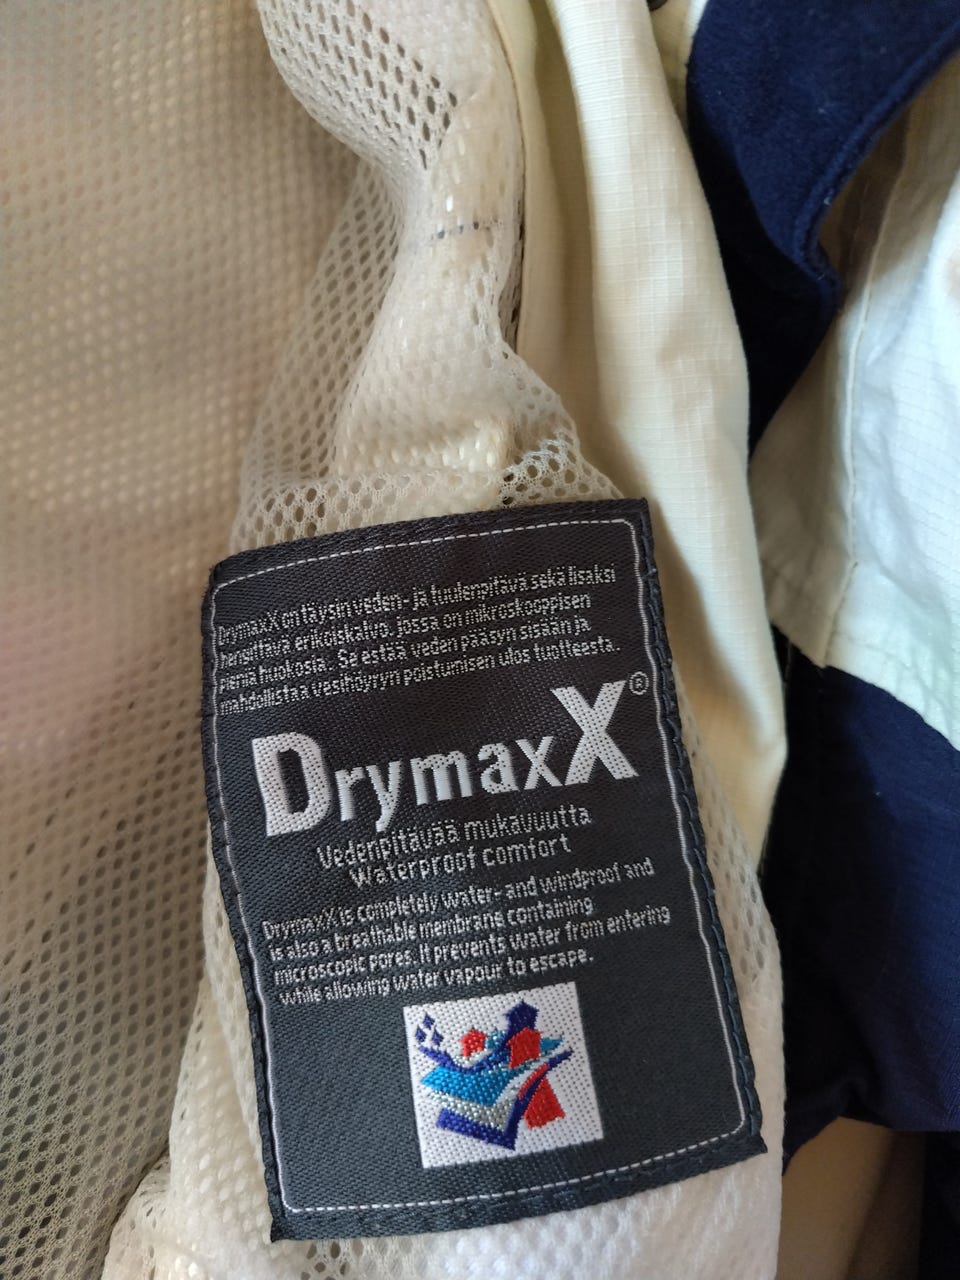 DrymaxX on täysin veden- ja tuulenpitävä sekä lisäksi
hensittävä erikoiskalvo, jossa on mikroskooppisen
pieniä huokosia. Se estää veden pääsyn sisään ja
mahdollistaa vesihöyryn poistumisen ulos tuotteesta.
DrymaxX®
Vedenpitävää mukavuutta
Waterproof comfort
DrymaxX is completely water- and windproof and
is also a breathable membrane containing
microscopic pores. It prevents water from entering
while allowing water vapour to escape.